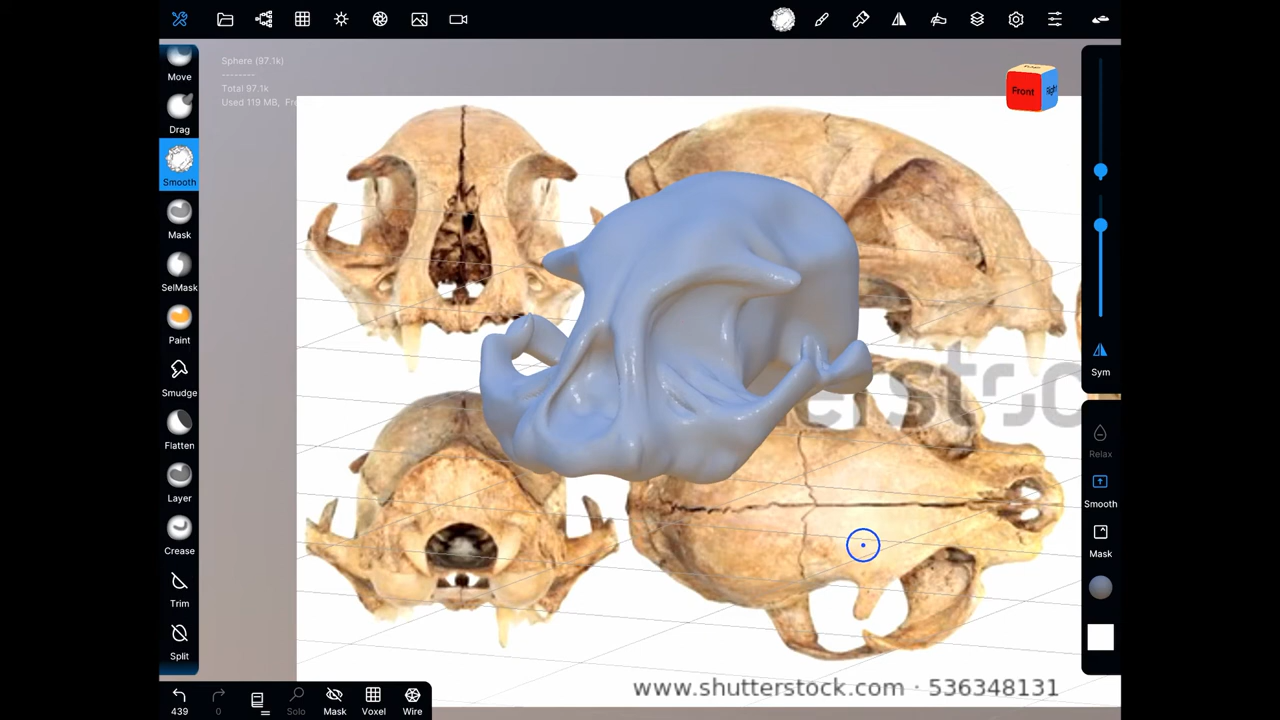 Sphere (97.1k)
--------
Total 97.1k
Used 119 MB, Fre
Front
Move
Drag
Smooth
Mask
SelMask
Paint
Smudge
Flatten
Layer
Crease
Trim
Split
Sym
Relax
Smooth
Mask
439
0
Solo
Mask
Voxel
Wire
www.shutterstock.com · 536348131